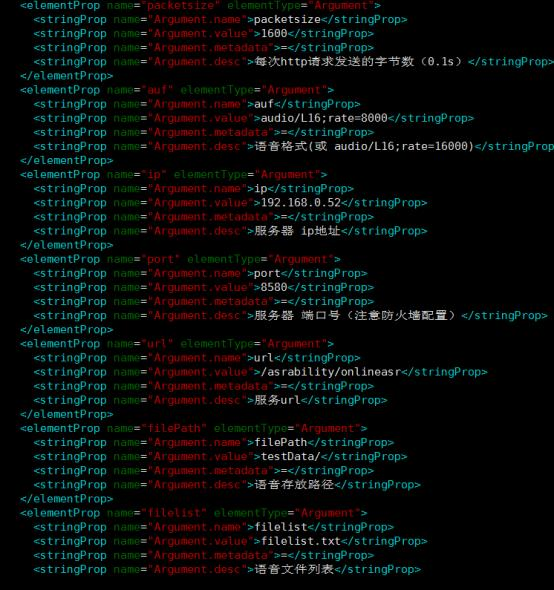 <elementProp name="packetsize" elementType="Argument">
<stringProp name="Argument.name">packetsize</stringProp>
<stringProp name="Argument.value">1600</stringProp>
<stringProp name="Argument.metadata">=</stringProp>
<stringProp name="Argument.desc">每次http请求发送的字节数（0.1s）</stringProp>
</elementProp>
<elementProp name="auf" elementType="Argument">
<stringProp name="Argument.name">auf</stringProp>
<stringProp name="Argument.value">audio/L16;rate=8000</stringProp>
<stringProp name="Argument.metadata">=</stringProp>
<stringProp name="Argument.desc">语音格式(或 audio/L16;rate=16000)</stringProp
</elementProp>
<elementProp name="ip" elementType="Argument">
<stringProp name="Argument.name">ip</stringProp>
<stringProp name="Argument.value">192.168.0.52</stringProp>
<stringProp name="Argument.metadata">=</stringProp>
<stringProp name="Argument.desc">服务器 ip地址</stringProp>
</elementProp>
<elementProp name="port" elementType="Argument">
<stringProp name="Argument.name">port</stringProp>
<stringProp name="Argument.value">8580</stringProp>
<stringProp name="Argument.metadata">=</stringProp>
<stringProp name="Argument.desc">服务器 端口号（注意防火墙配置）</stringProp>
</elementProp>
<elementProp name="url" elementType="Argument">
<stringProp name="Argument.name">url</stringProp>
<stringProp name="Argument.value">/asrability/onlineasr</stringProp>
<stringProp name="Argument.metadata">=</stringProp>
<stringProp name="Argument.desc">服务url</stringProp>
</elementProp>
<elementProp name="filePath" elementType="Argument">
<stringProp name="Argument.name">filePath</stringProp>
<stringProp name="Argument.value">testData/</stringProp>
<stringProp name="Argument.metadata">=</stringProp>
<stringProp name="Argument.desc">语音存放路径</stringProp>
</elementProp>
<elementProp name="filelist" elementType="Argument">
<stringProp name="Argument.name">filelist</stringProp>
<stringProp name="Argument.value">filelist.txt</stringProp>
<stringProp name="Argument.metadata">=</stringProp>
<stringProp name="Argument.desc">语音文件列表</stringProp>